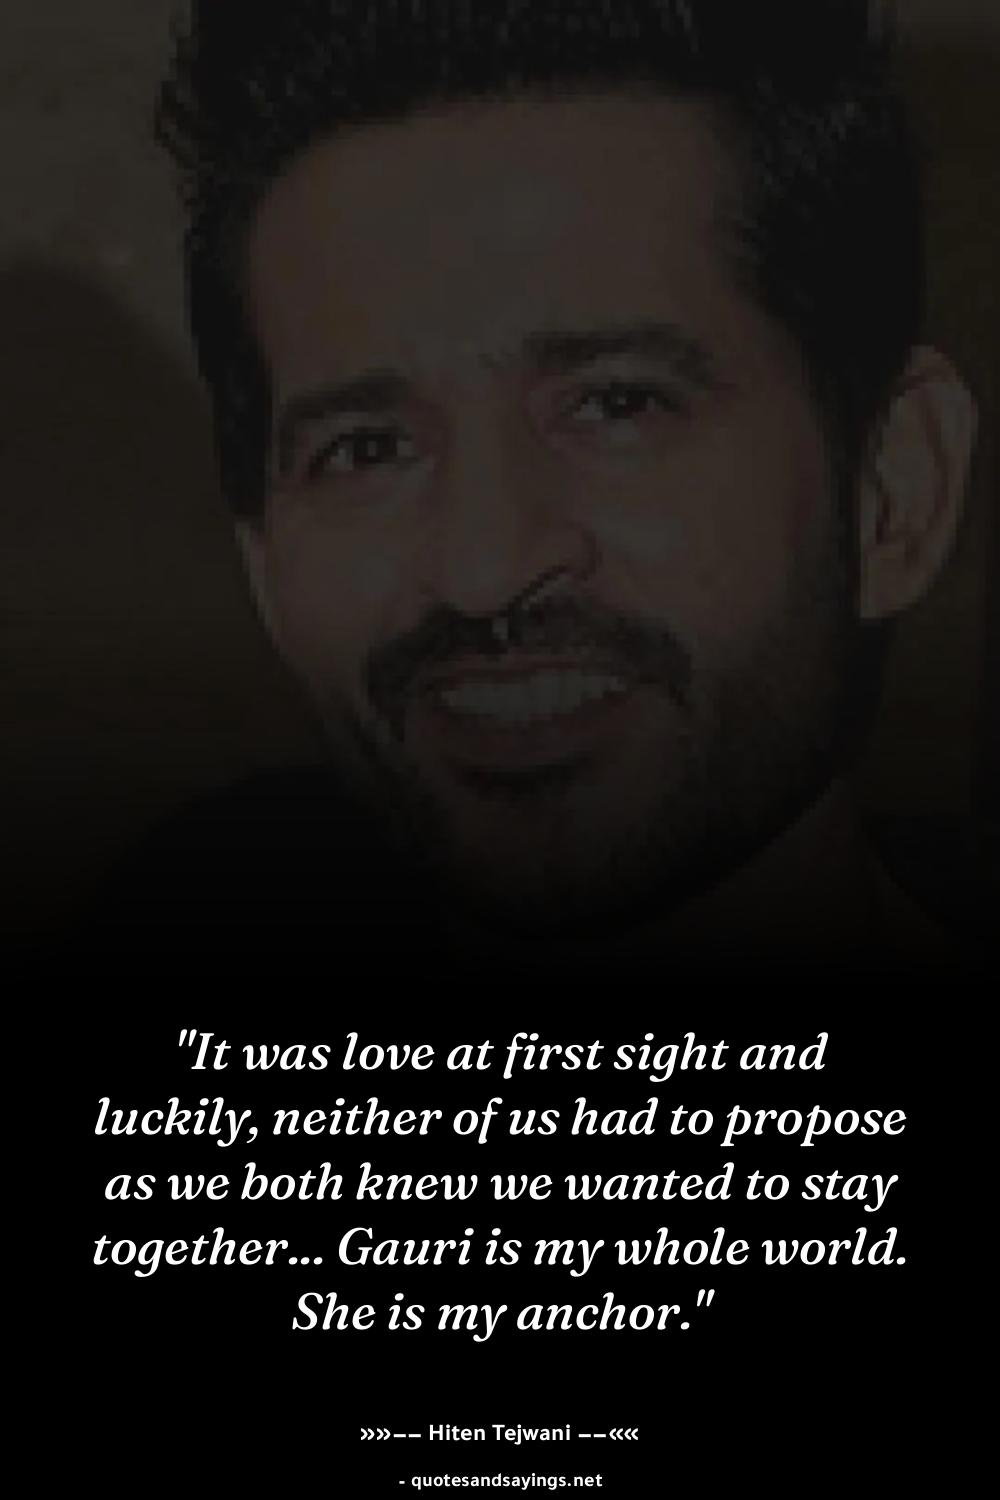 "It was love at first sight and
luckily, neither of us had to propose
as we both knew we wanted to stay
together... Gauri is my whole world.
She is my anchor."
»»−− Hiten Tejwani −−««
- quotesandsayings.net